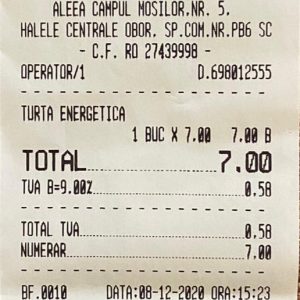 ALEEA CAMPUL MOSILOR,NR. 5,
HALELE CENTRALE OBOR, SP.COM.NR.PB6 SC
- C.F. RO 27439998 -
OPERATOR/1 D.698012555
TURTA ENERGETICA
1 BUC X 7.00 7.00 B
TOTAL 7.00
TVA B=9.00% 0.58
TOTAL TVA 0.58
NUMERAR 7.00
BF.0010 DATA:08-12-2020 ORA:15:23